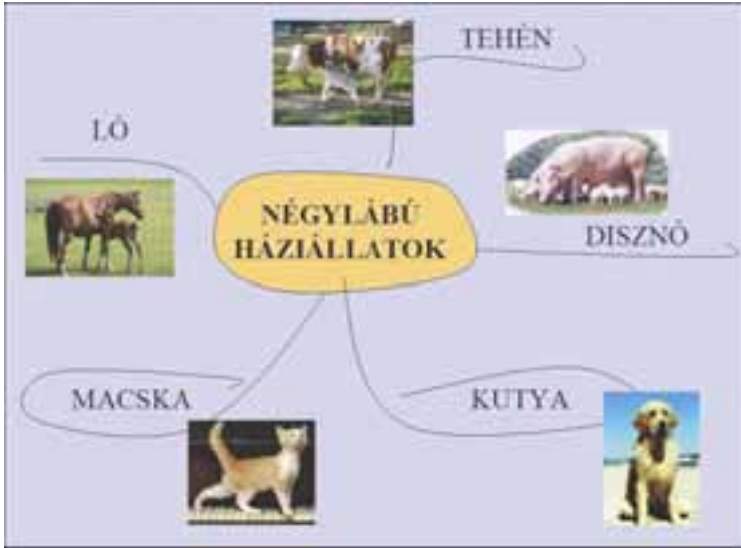 TEHÉN
LÓ
NÉGYLÁBÚ
HÁZIÁLLATOK
DISZNÓ
MACSKA
KUTYA